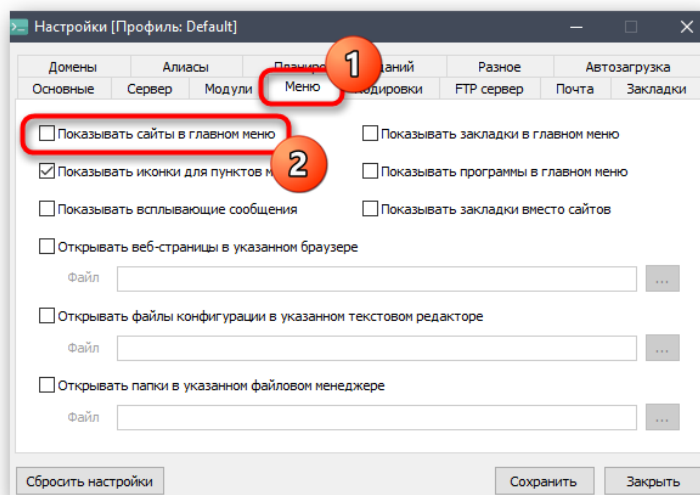 Настройки [Профиль: Default]
Домены Алиасы Разное Автозагрузка
Основные Сервер Модули Меню FTP сервер Почта Закладки
1
Показывать сайты в главном меню
Показывать закладки в главном меню
2
Показывать иконки для пунктов
Показывать программы в главном меню
Показывать всплывающие сообщения
Показывать закладки вместо сайтов
Открывать веб-страницы в указанном браузере
Файл ...
Открывать файлы конфигурации в указанном текстовом редакторе
Файл ...
Открывать папки в указанном файловом менеджере
Файл ...
Сбросить настройки Сохранить Закрыть